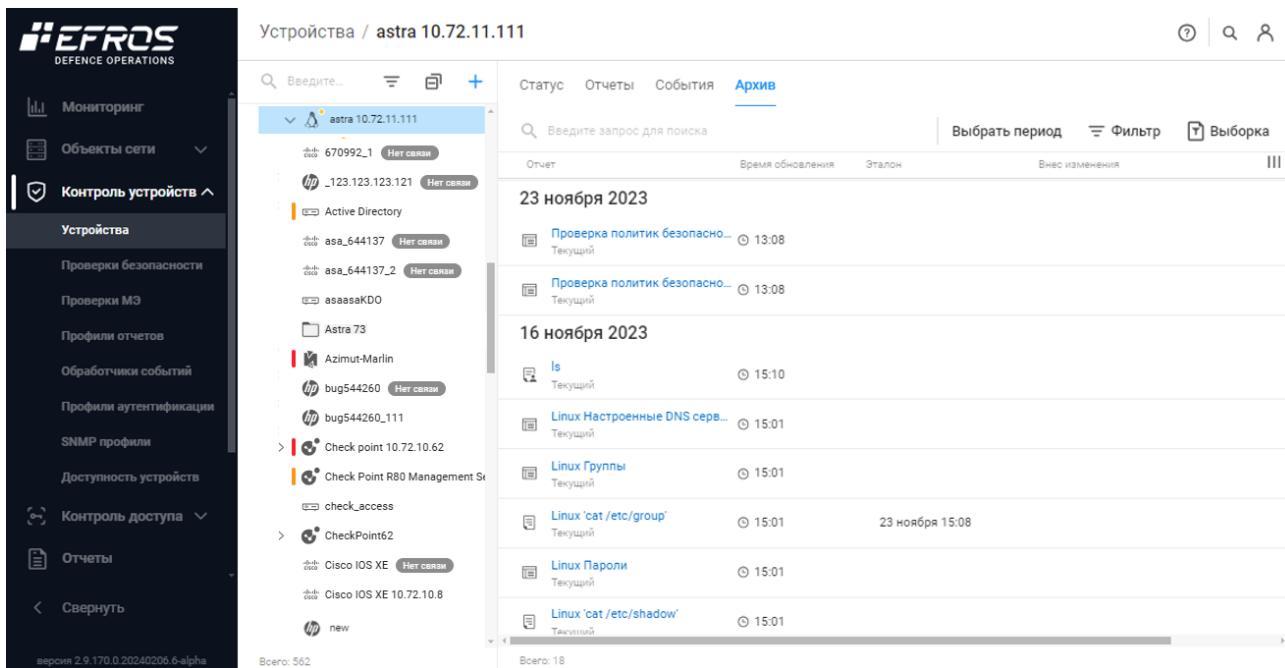 EFROS
DEFENCE OPERATIONS
Мониторинг
Объекты сети
Контроль устройств
Устройства
Проверки безопасности
Проверки МЭ
Профили отчетов
Обработчики событий
Профили аутентификации
SNMP профили
Доступность устройств
Контроль доступа
Отчеты
Свернуть
версия 2.9.170.0.20240206.6-alpha
Устройства / astra 10.72.11.111
Введите...
astra 10.72.11.111
670992_1 Нет связи
_123.123.123.121 Нет связи
Active Directory
asa_644137 Нет связи
asa_644137_2 Нет связи
asaasaKDO
Astra 73
Azimut-Marlin
bug544260 Нет связи
bug544260_111
Check point 10.72.10.62
Check Point R80 Management Se
check_access
CheckPoint62
Cisco IOS XE Нет связи
Cisco IOS XE 10.72.10.8
new
Всего: 562
Статус Отчеты События Архив
Введите запрос для поиска Выбрать период Фильтр Выборка
Отчет Время обновления Эталон Внес изменения
23 ноября 2023
Проверка политик безопасно... 13:08
Текущий
Проверка политик безопасно... 13:08
Текущий
16 ноября 2023
ls 15:10
Текущий
Linux Настроенные DNS серв... 15:01
Текущий
Linux Группы 15:01
Текущий
Linux 'cat /etc/group' 15:01 23 ноября 15:08
Текущий
Linux Пароли 15:01
Текущий
Linux 'cat /etc/shadow' 15:01
Текущий
Всего: 18